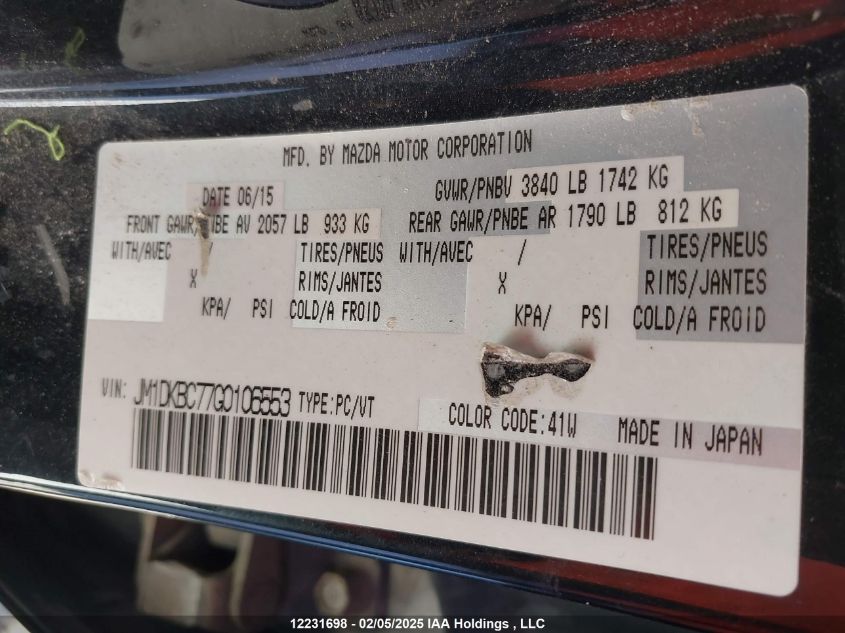 MFD. BY MAZDA MOTOR CORPORATION
DATE 06/15 GVWR/PNBV 3840 LB 1742 KG
FRONT GAWR/PNBE AV 2057 LB 933 KG REAR GAWR/PNBE AR 1790 LB 812 KG
WITH/AVEC / TIRES/PNEUS WITH/AVEC / TIRES/PNEUS
X RIMS/JANTES X RIMS/JANTES
KPA/ PSI COLD/A FROID KPA/ PSI COLD/A FROID
VIN: JM1DKBC77G0106553 TYPE:PC/VT COLOR CODE:41W MADE IN JAPAN
12231698 - 02/05/2025 IAA Holdings , LLC